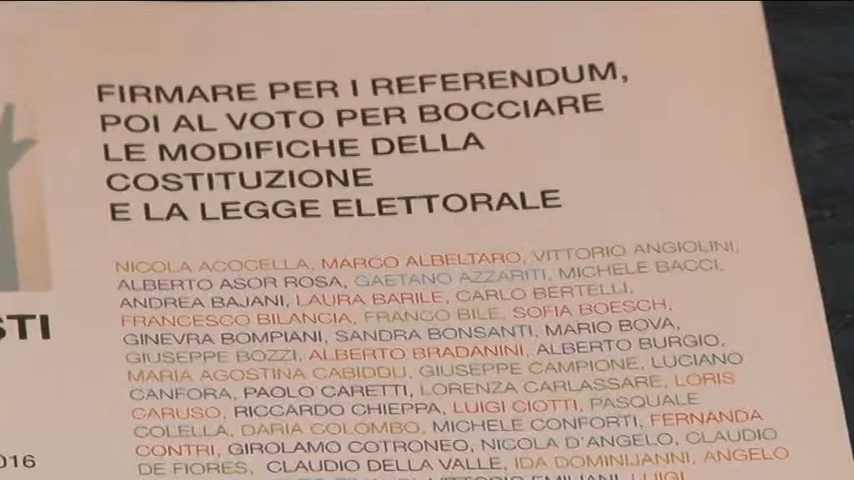 FIRMARE PER I REFERENDUM,
POI AL VOTO PER BOCCIARE
LE MODIFICHE DELLA
COSTITUZIONE
E LA LEGGE ELETTORALE
NICOLA ACOCELLA, MARCO ALBELTARO, VITTORIO ANGIOLINI,
ALBERTO ASOR ROSA, GAETANO AZZARITI, MICHELE BACCI,
ANDREA BAJANI, LAURA BARILE, CARLO BERTELLI,
FRANCESCO BILANCIA, FRANCO BILE, SOFIA BOESCH,
GINEVRA BOMPIANI, SANDRA BONSANTI, MARIO BOVA,
GIUSEPPE BOZZI, ALBERTO BRADANINI, ALBERTO BURGIO,
MARIA AGOSTINA CABIDDU, GIUSEPPE CAMPIONE, LUCIANO
CANFORA, PAOLO CARETTI, LORENZA CARLASSARE, LORIS
CARUSO, RICCARDO CHIEPPA, LUIGI CIOTTI, PASQUALE
COLELLA, DARIA COLOMBO, MICHELE CONFORTI, FERNANDA
CONTRI, GIROLAMO COTRONEO, NICOLA D'ANGELO, CLAUDIO
DE FIORES, CLAUDIO DELLA VALLE, IDA DOMINIJANNI, ANGELO
VITTORIO EMILIANI, LUIGI
STI
016